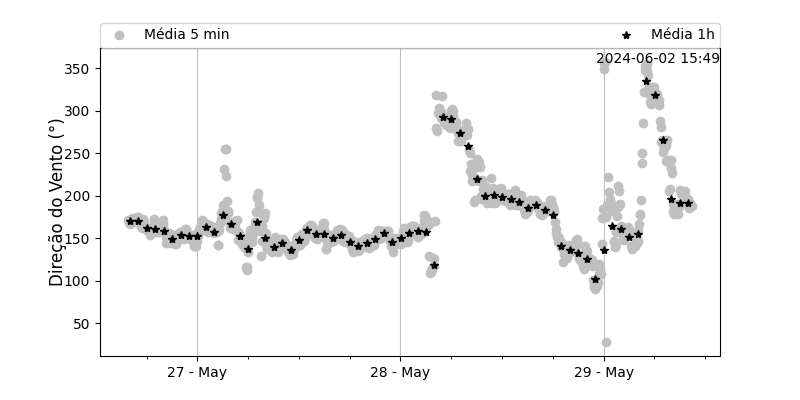 Média 5 min
Média 1h
2024-06-02 15:49
Direção do Vento (°)
350
300
250
200
150
100
50
27 - May
28 - May
29 - May